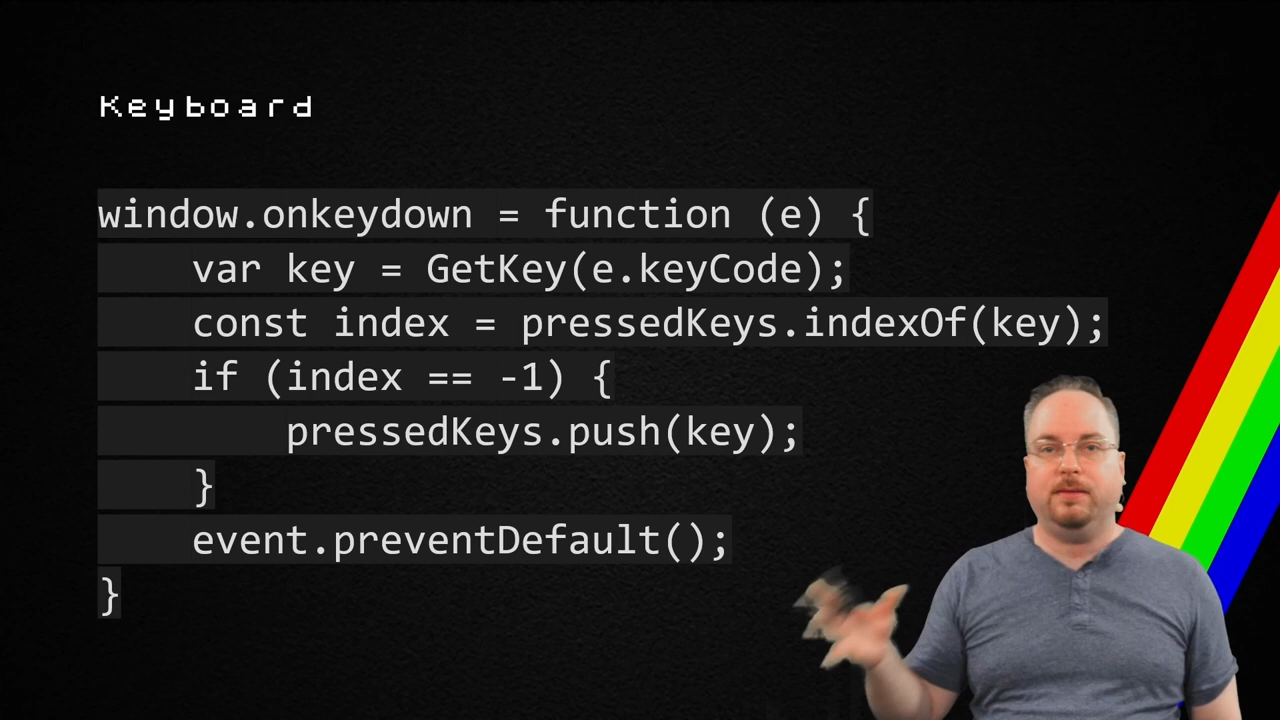 Keyboard
window.onkeydown = function (e) {
    var key = GetKey(e.keyCode);
    const index = pressedKeys.indexOf(key);
    if (index == -1) {
        pressedKeys.push(key);
    }
    event.preventDefault();
}